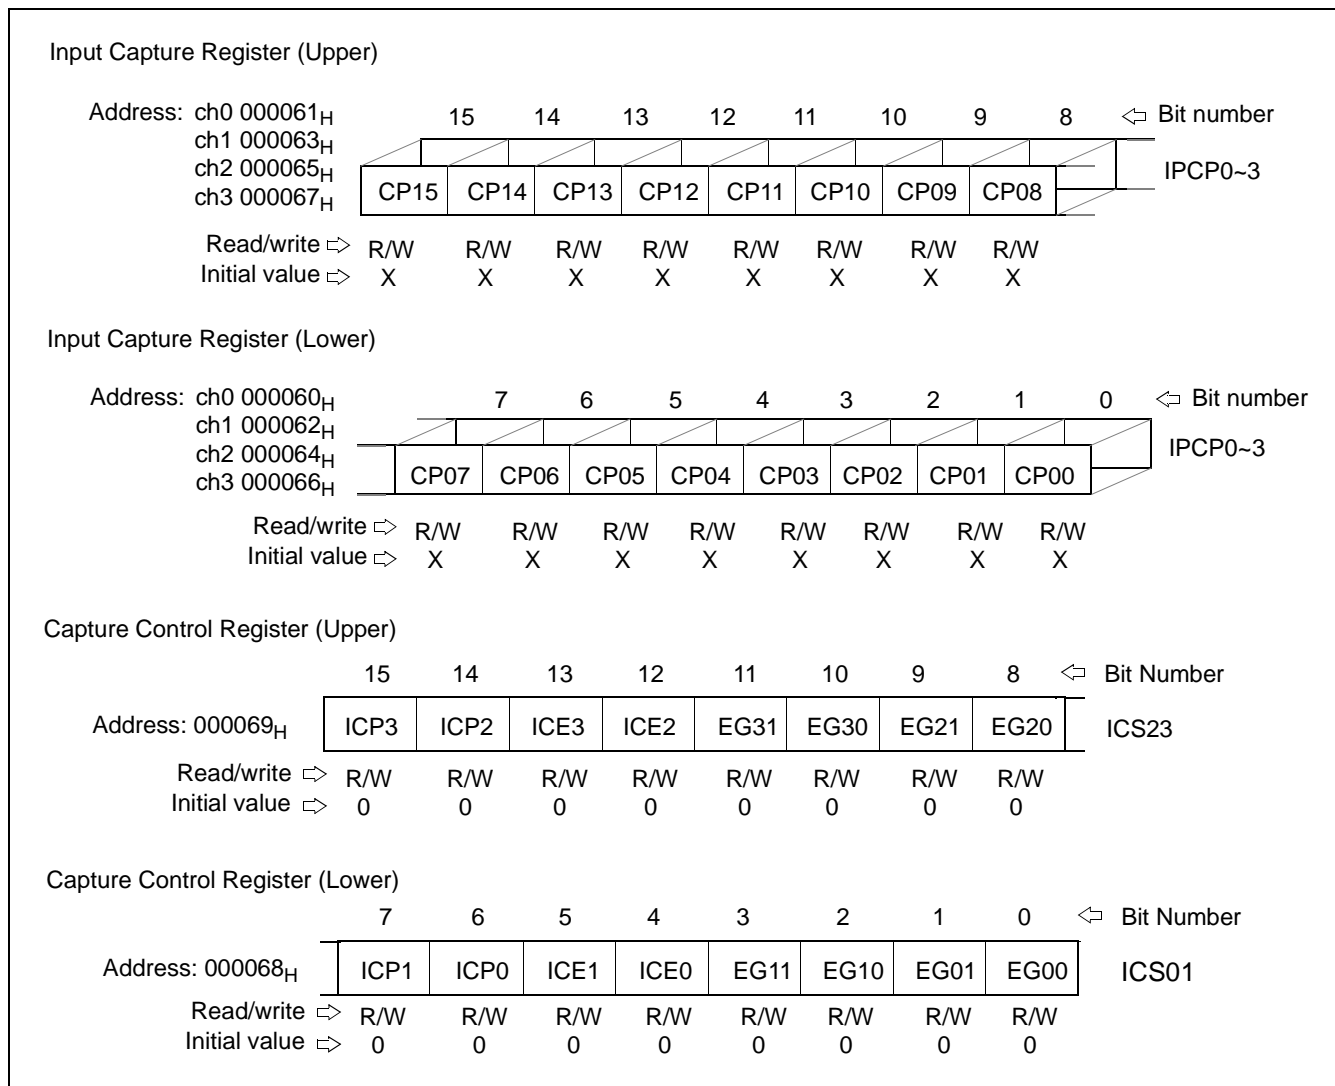 Input Capture Register (Upper)
Address: ch0 000061H 15 14 13 12 11 10 9 8 ⇦ Bit number
ch1 000063H
ch2 000065H IPCP0~3
ch3 000067H CP15 CP14 CP13 CP12 CP11 CP10 CP09 CP08
Read/write ⇨ R/W R/W R/W R/W R/W R/W R/W R/W
Initial value ⇨ X X X X X X X X
Input Capture Register (Lower)
Address: ch0 000060H 7 6 5 4 3 2 1 0 ⇦ Bit number
ch1 000062H
ch2 000064H IPCP0~3
ch3 000066H CP07 CP06 CP05 CP04 CP03 CP02 CP01 CP00
Read/write ⇨ R/W R/W R/W R/W R/W R/W R/W R/W
Initial value ⇨ X X X X X X X X
Capture Control Register (Upper)
15 14 13 12 11 10 9 8 ⇦ Bit Number
Address: 000069H ICP3 ICP2 ICE3 ICE2 EG31 EG30 EG21 EG20 ICS23
Read/write ⇨ R/W R/W R/W R/W R/W R/W R/W R/W
Initial value ⇨ 0 0 0 0 0 0 0 0
Capture Control Register (Lower)
7 6 5 4 3 2 1 0 ⇦ Bit Number
Address: 000068H ICP1 ICP0 ICE1 ICE0 EG11 EG10 EG01 EG00 ICS01
Read/write ⇨ R/W R/W R/W R/W R/W R/W R/W R/W
Initial value ⇨ 0 0 0 0 0 0 0 0